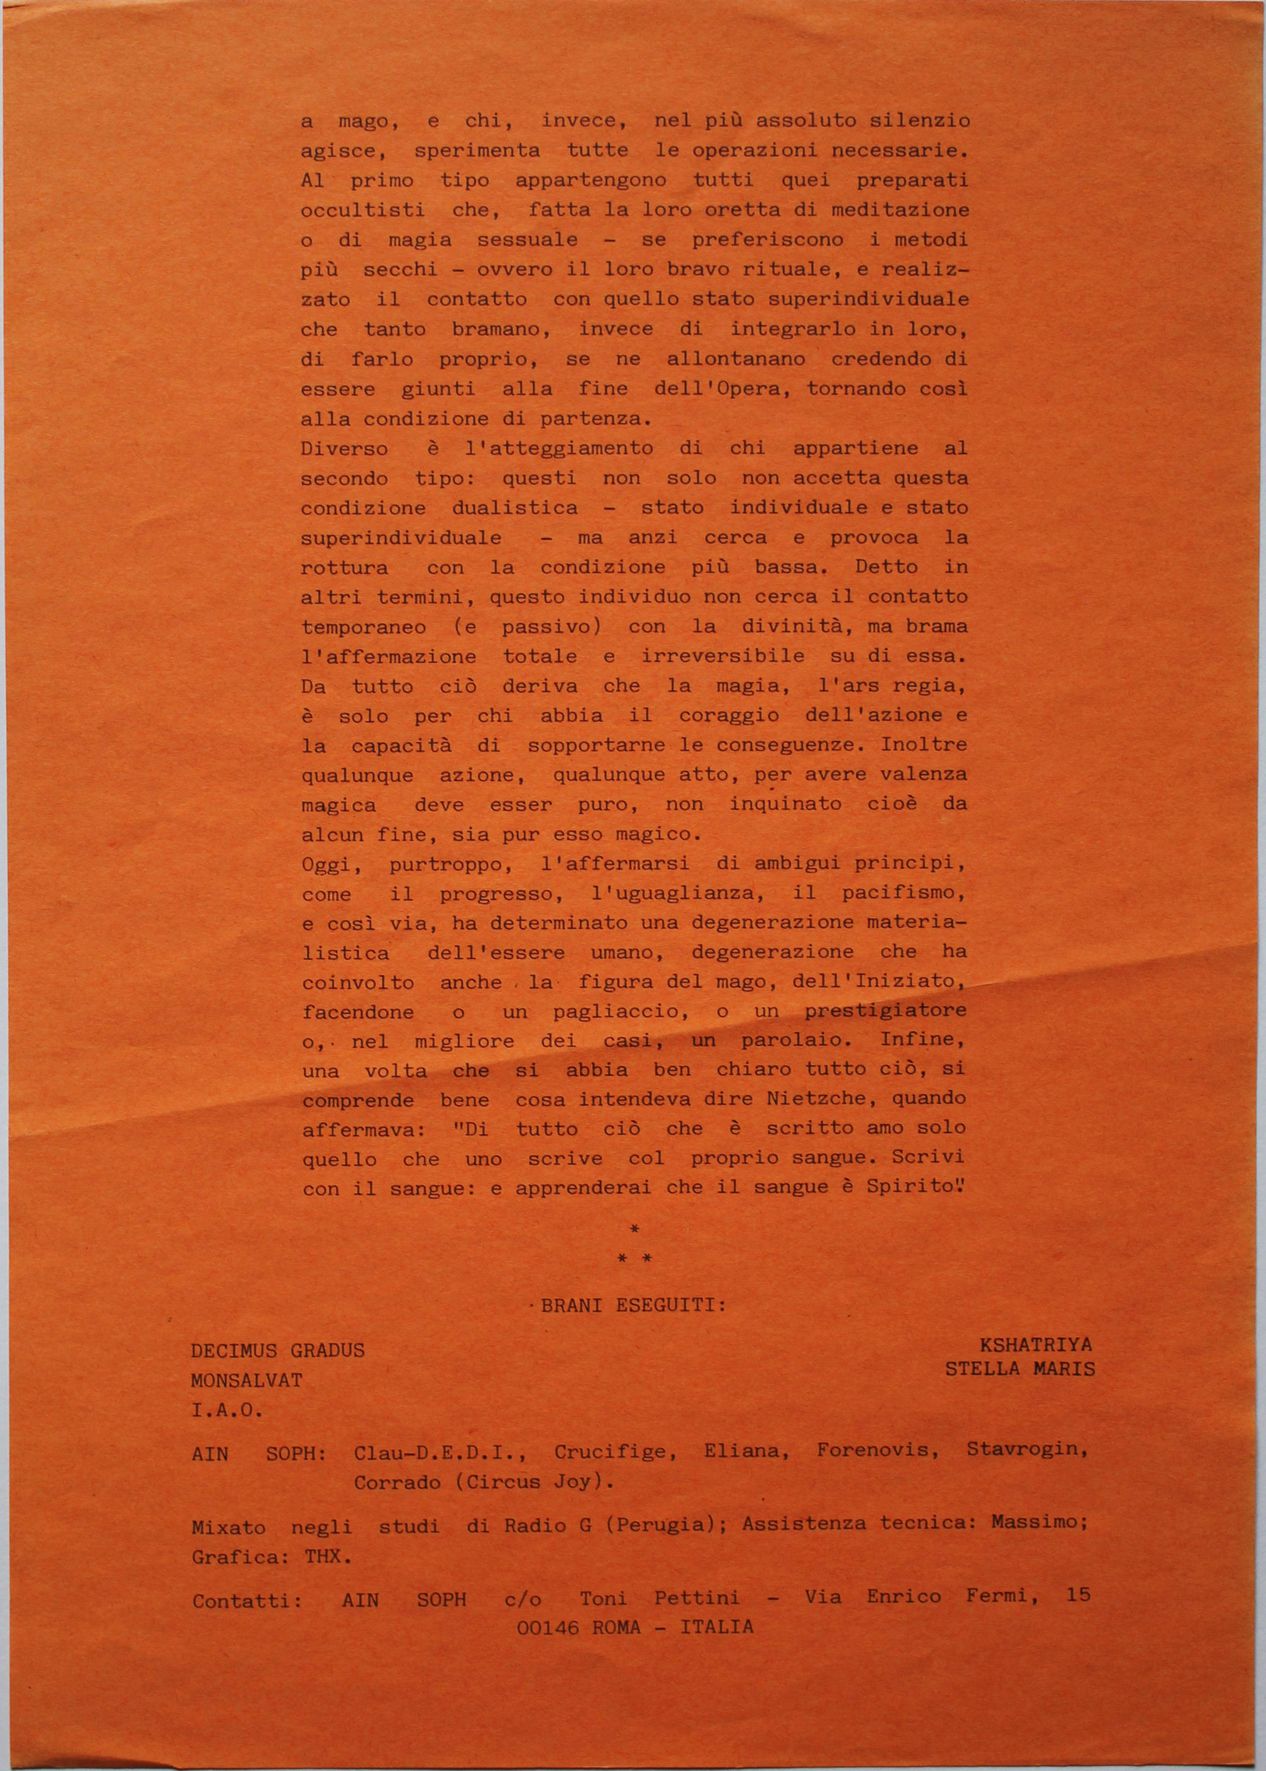 a mago, e chi, invece, nel più assoluto silenzio
agisce, sperimenta tutte le operazioni necessarie.
Al primo tipo appartengono tutti quei preparati
occultisti che, fatta la loro oretta di meditazione
o di magia sessuale - se preferiscono i metodi
più secchi - ovvero il loro bravo rituale, e realiz-
zato il contatto con quello stato superindividuale
che tanto bramano, invece di integrarlo in loro,
di farlo proprio, se ne allontanano credendo di
essere giunti alla fine dell'Opera, tornando così
alla condizione di partenza.
Diverso è l'atteggiamento di chi appartiene al
secondo tipo: questi non solo non accetta questa
condizione dualistica - stato individuale e stato
superindividuale - ma anzi cerca e provoca la
rottura con la condizione più bassa. Detto in
altri termini, questo individuo non cerca il contatto
temporaneo (e passivo) con la divinità, ma brama
l'affermazione totale e irreversibile su di essa.
Da tutto ciò deriva che la magia, l'ars regia,
è solo per chi abbia il coraggio dell'azione e
la capacità di sopportarne le conseguenze. Inoltre
qualunque azione, qualunque atto, per avere valenza
magica deve esser puro, non inquinato cioè da
alcun fine, sia pur esso magico.
Oggi, purtroppo, l'affermarsi di ambigui principi,
come il progresso, l'uguaglianza, il pacifismo,
e così via, ha determinato una degenerazione materia-
listica dell'essere umano, degenerazione che ha
coinvolto anche la figura del mago, dell'Iniziato,
facendone o un pagliaccio, o un prestigiatore
o, nel migliore dei casi, un parolaio. Infine,
una volta che si abbia ben chiaro tutto ciò, si
comprende bene cosa intendeva dire Nietzche, quando
affermava: "Di tutto ciò che è scritto amo solo
quello che uno scrive col proprio sangue. Scrivi
con il sangue: e apprenderai che il sangue è Spirito".
*
* *
BRANI ESEGUITI:
DECIMUS GRADUS
MONSALVAT
I.A.O.
KSHATRIYA
STELLA MARIS
AIN SOPH: Clau-D.E.D.I., Crucifige, Eliana, Forenovis, Stavrogin,
Corrado (Circus Joy).
Mixato negli studi di Radio G (Perugia); Assistenza tecnica: Massimo;
Grafica: THX.
Contatti: AIN SOPH c/o Toni Pettini - Via Enrico Fermi, 15
00146 ROMA - ITALIA